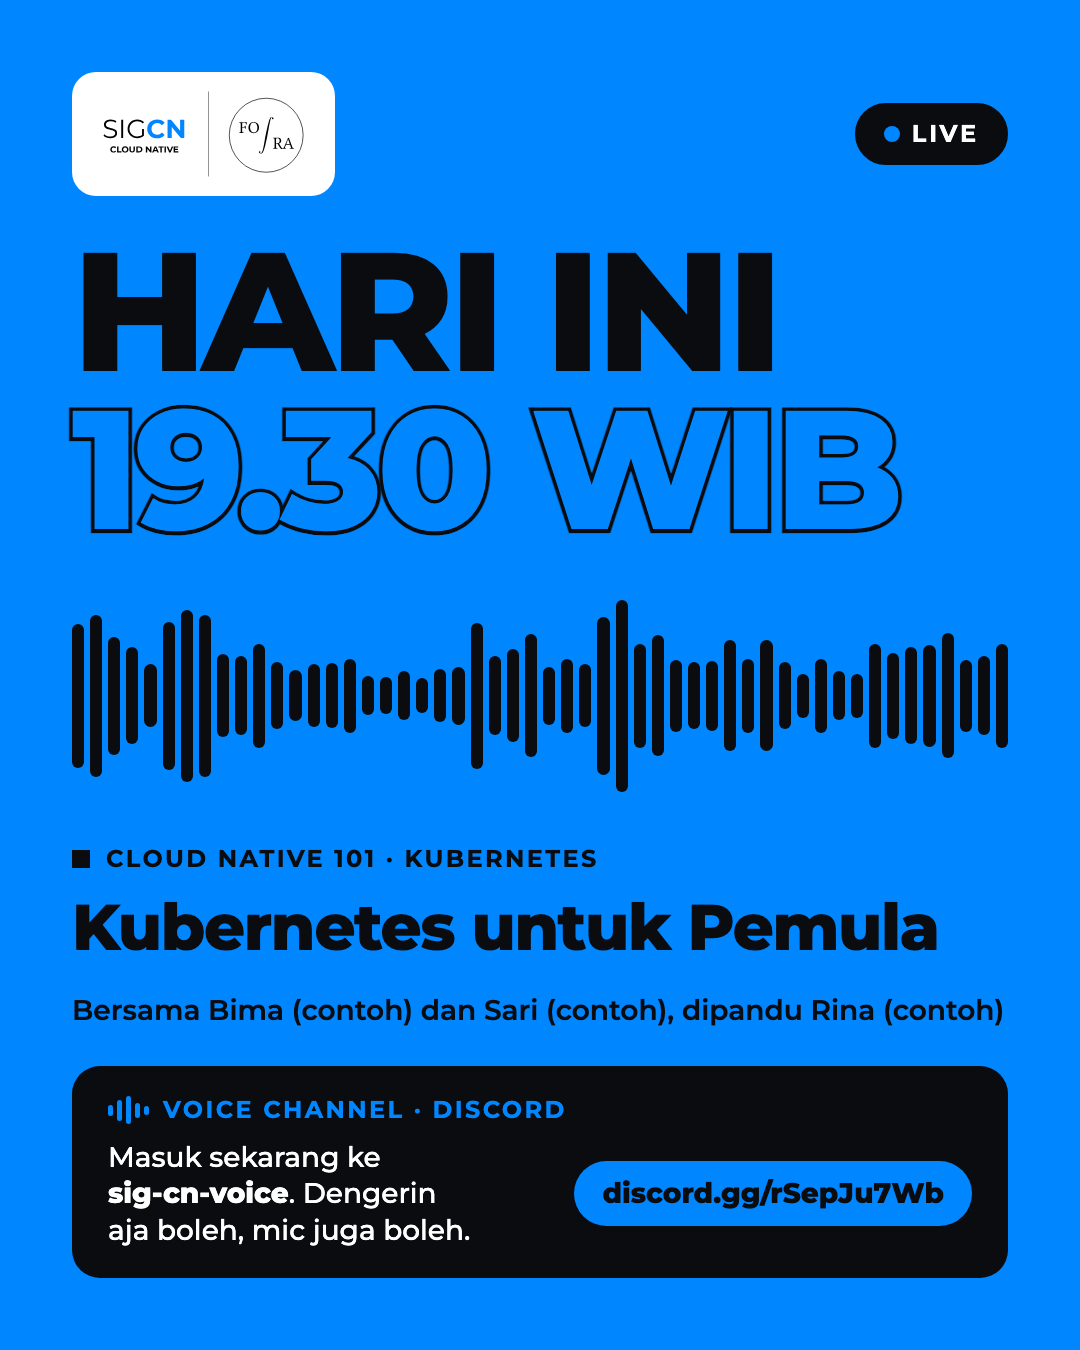 SIGCN
CLOUD NATIVE
FO
RA
LIVE
HARI INI
19.30 WIB
CLOUD NATIVE 101 · KUBERNETES
Kubernetes untuk Pemula
Bersama Bima (contoh) dan Sari (contoh), dipandu Rina (contoh)
VOICE CHANNEL · DISCORD
Masuk sekarang ke
sig-cn-voice. Dengerin
aja boleh, mic juga boleh.
discord.gg/rSepJu7Wb